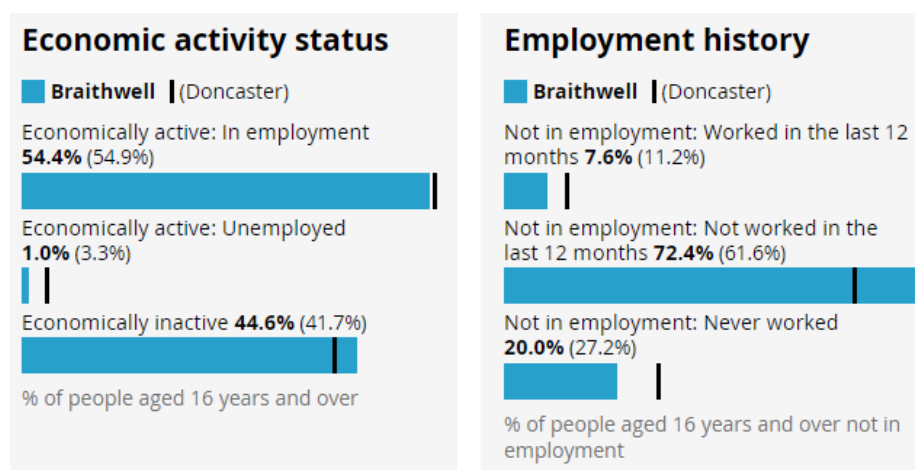 Economic activity status
Braithwell (Doncaster)
Economically active: In employment
54.4% (54.9%)
Economically active: Unemployed
1.0% (3.3%)
Economically inactive 44.6% (41.7%)
% of people aged 16 years and over
Employment history
Braithwell (Doncaster)
Not in employment: Worked in the last 12
months 7.6% (11.2%)
Not in employment: Not worked in the
last 12 months 72.4% (61.6%)
Not in employment: Never worked
20.0% (27.2%)
% of people aged 16 years and over not in
employment